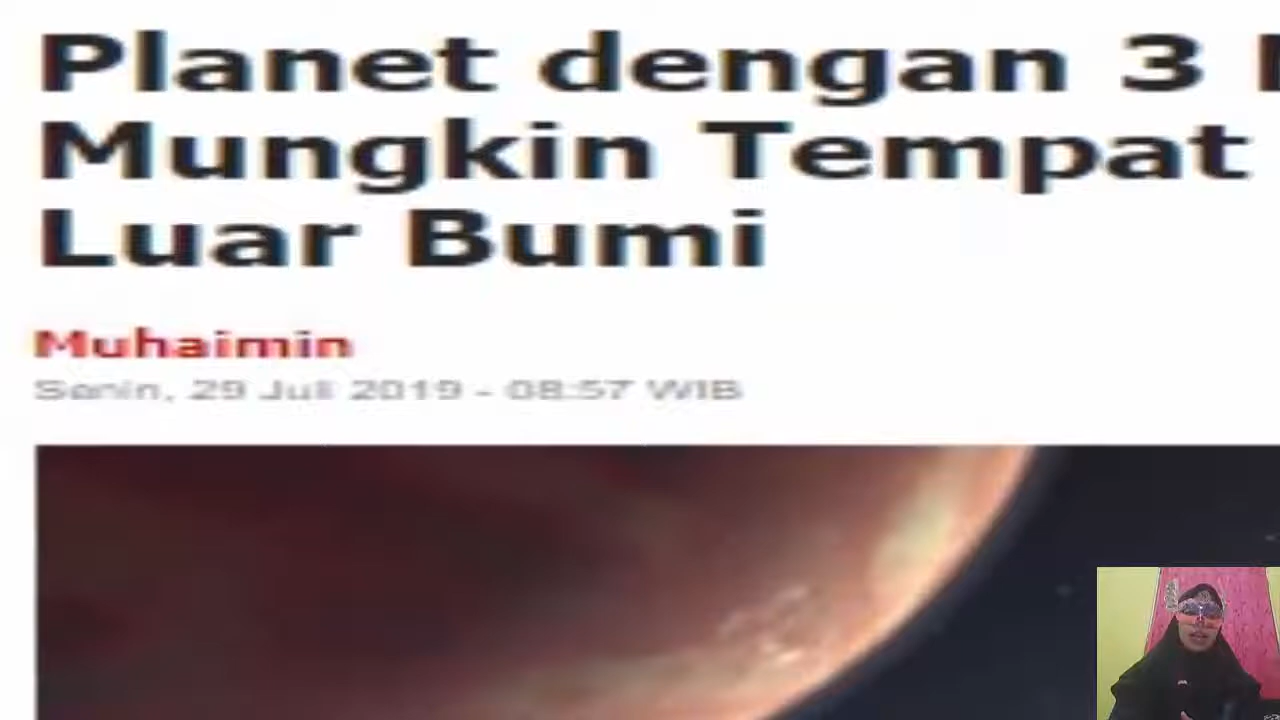 Planet dengan 3
Mungkin Tempat
Luar Bumi
Muhaimin
Senin, 29 Juli 2019 - 08:57 WIB